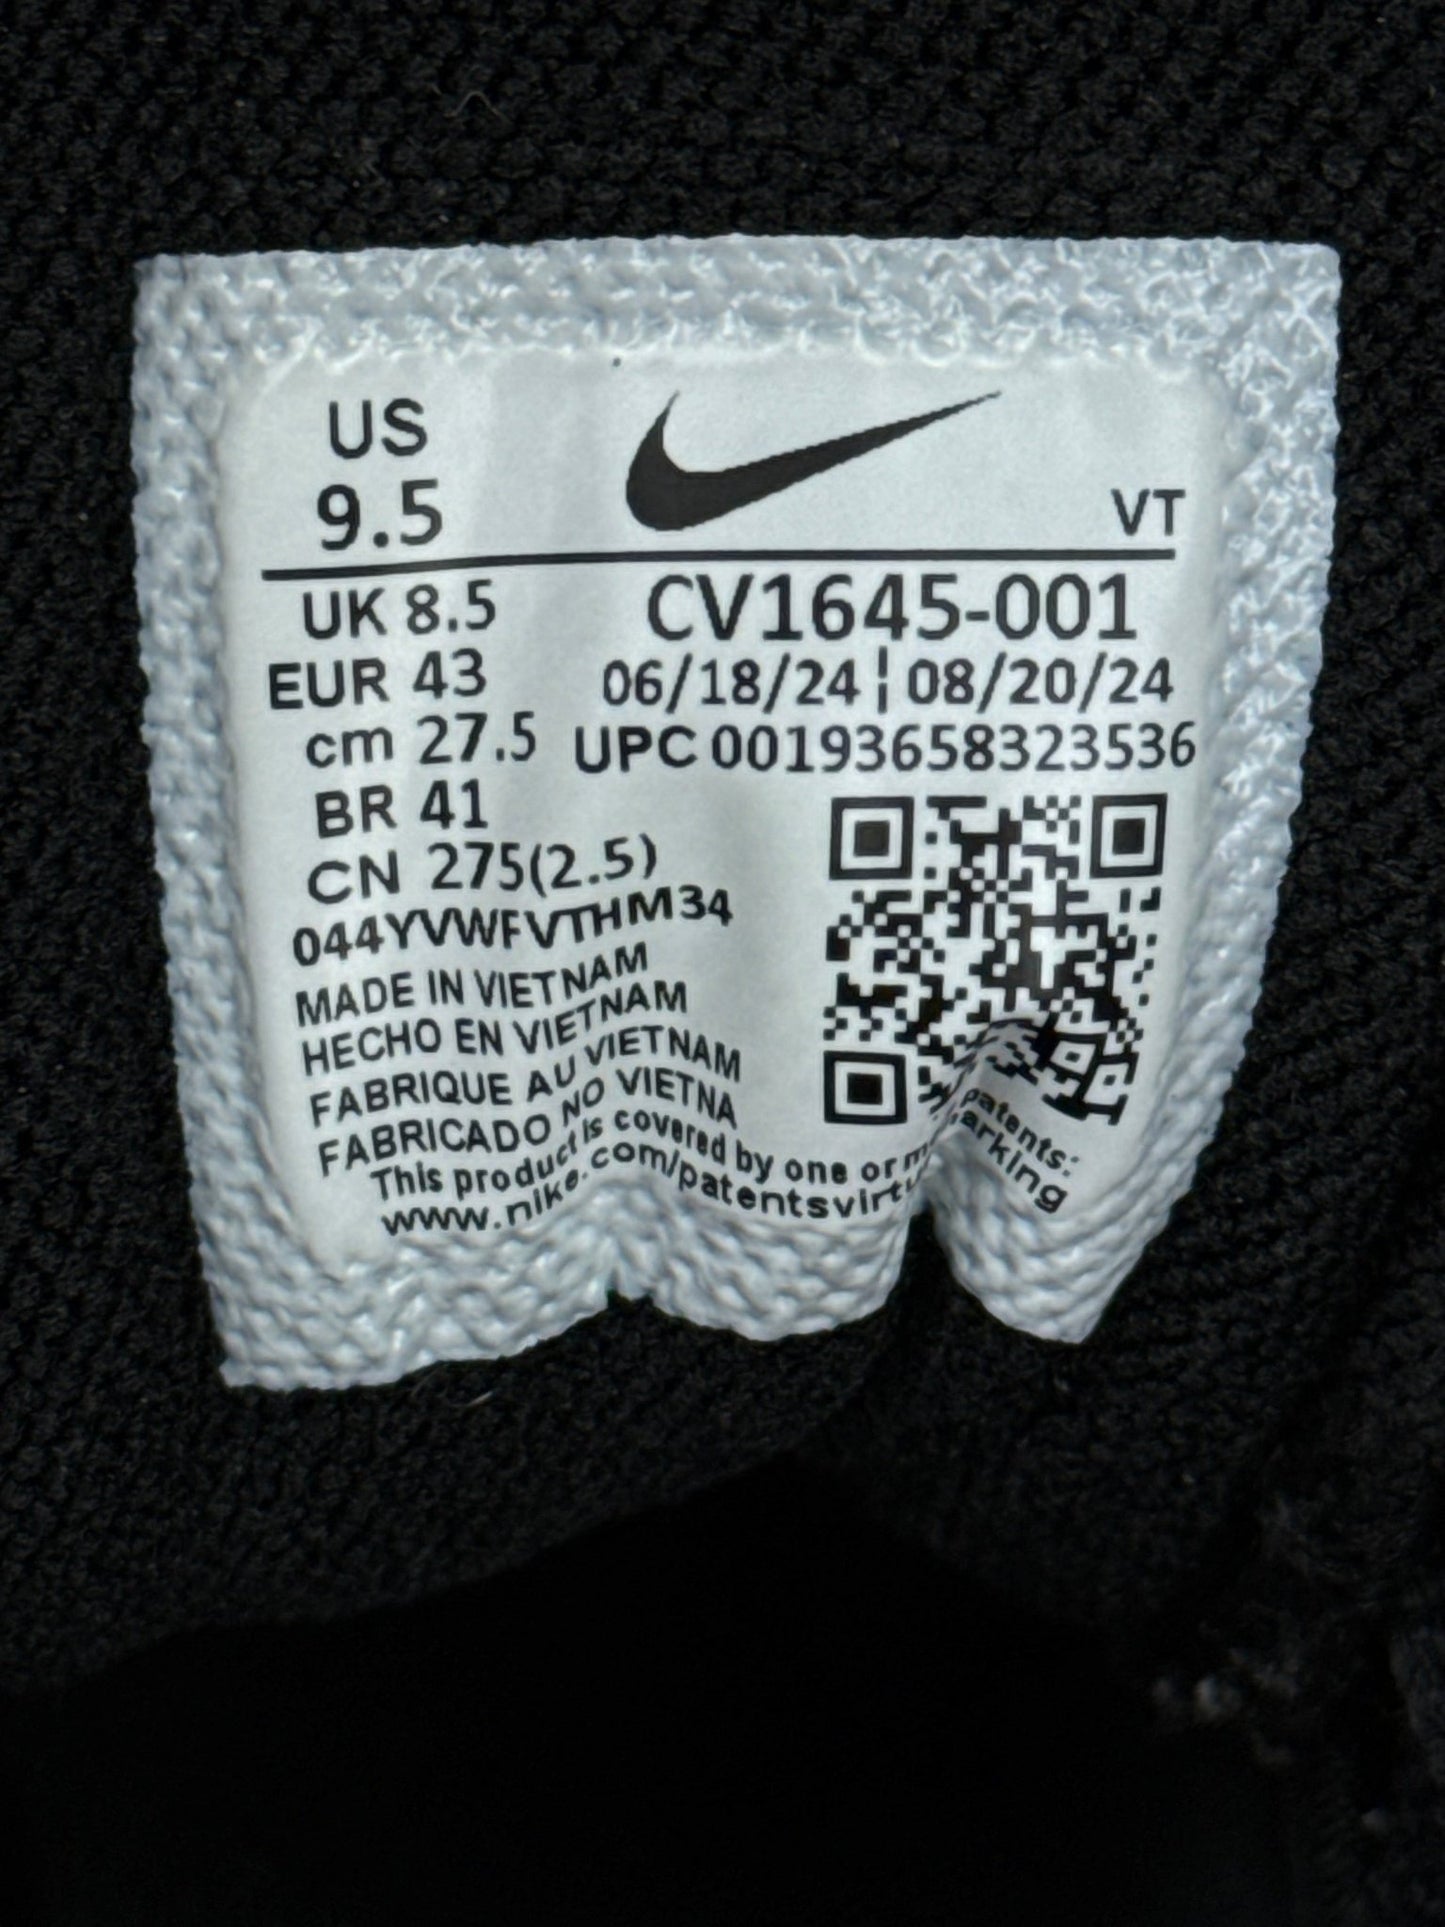 US
9.5
VT
UK 8.5
EUR 43
cm 27.5
BR 41
CN 275(2.5)
CV1645-001
06/18/24 ¦ 08/20/24
UPC 00193658323536
044YVWFVTHM34
MADE IN VIETNAM
HECHO EN VIETNAM
FABRIQUE AU VIETNAM
FABRICADO NO VIETNA
This product is covered by one or patents:
www.nike.com/patentsvirtu arking